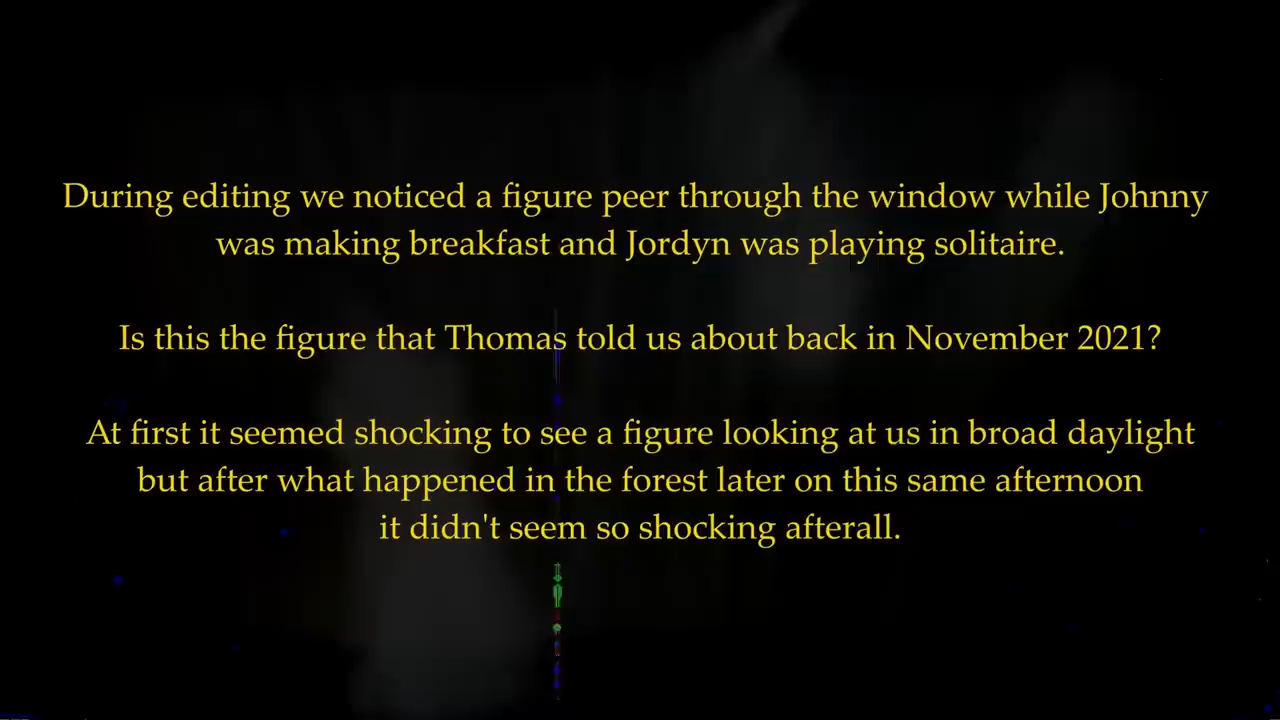 During editing we noticed a figure peer through the window while Johnny
was making breakfast and Jordyn was playing solitaire.
Is this the figure that Thomas told us about back in November 2021?
At first it seemed shocking to see a figure looking at us in broad daylight
but after what happened in the forest later on this same afternoon
it didn't seem so shocking afterall.